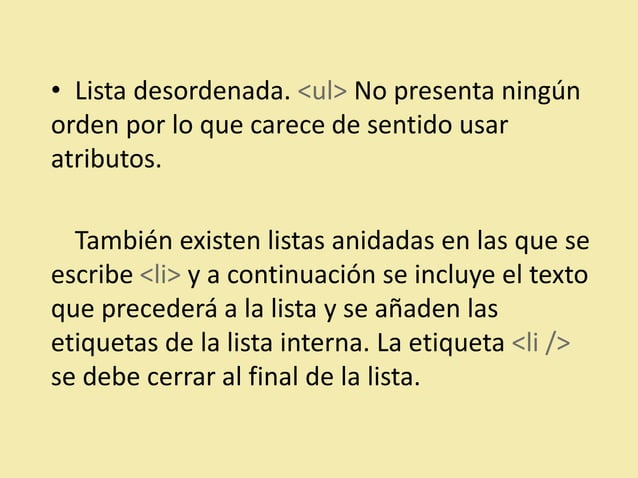 • Lista desordenada. <ul> No presenta ningún
orden por lo que carece de sentido usar
atributos.
También existen listas anidadas en las que se
escribe <li> y a continuación se incluye el texto
que precederá a la lista y se añaden las
etiquetas de la lista interna. La etiqueta <li />
se debe cerrar al final de la lista.